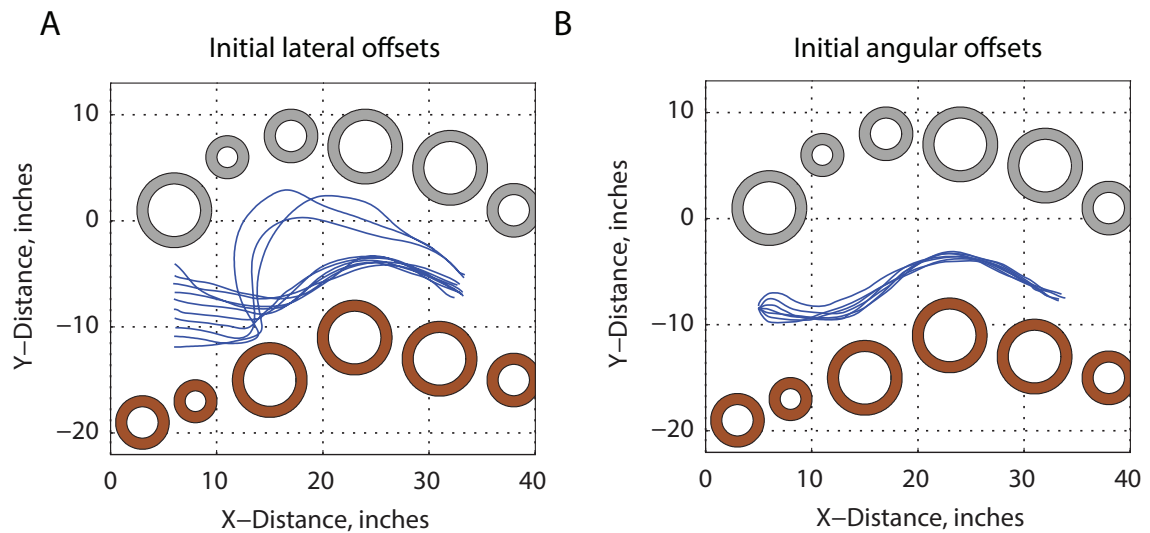 A
Initial lateral offsets
10
0
−10
−20
Y−Distance, inches
0
10
20
30
40
X−Distance, inches
B
Initial angular offsets
10
0
−10
−20
Y−Distance, inches
0
10
20
30
40
X−Distance, inches